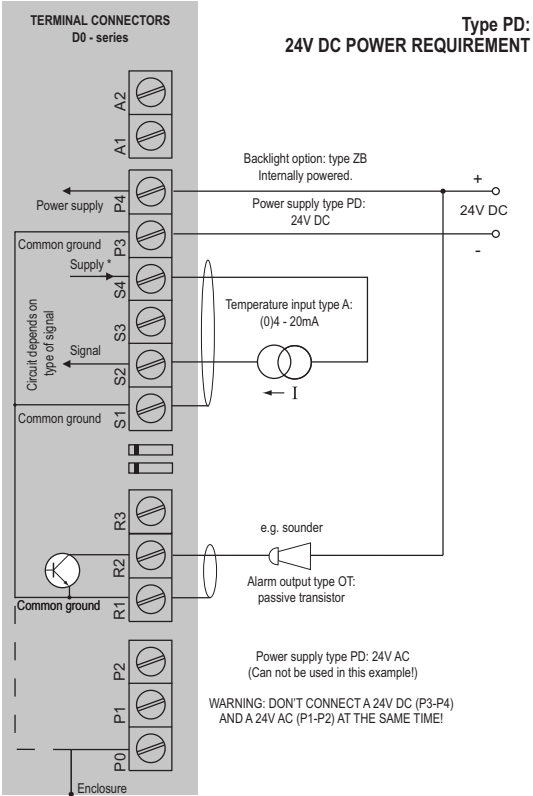 TERMINAL CONNECTORS
D0 - series
Type PD:
24V DC POWER REQUIREMENT
A2
A1
Backlight option: type ZB
Internally powered.
+
P4
Power supply
Power supply type PD:
24V DC
24V DC
P3
Common ground
-
Supply *
S4
Temperature input type A:
(0)4 - 20mA
S3
Circuit depends on
type of signal
Signal
S2
I
S1
Common ground
R3
e.g. sounder
R2
Alarm output type OT:
passive transistor
Common ground
R1
P2
Power supply type PD: 24V AC
(Can not be used in this example!)
P1
WARNING: DON'T CONNECT A 24V DC (P3-P4)
AND A 24V AC (P1-P2) AT THE SAME TIME!
P0
Enclosure